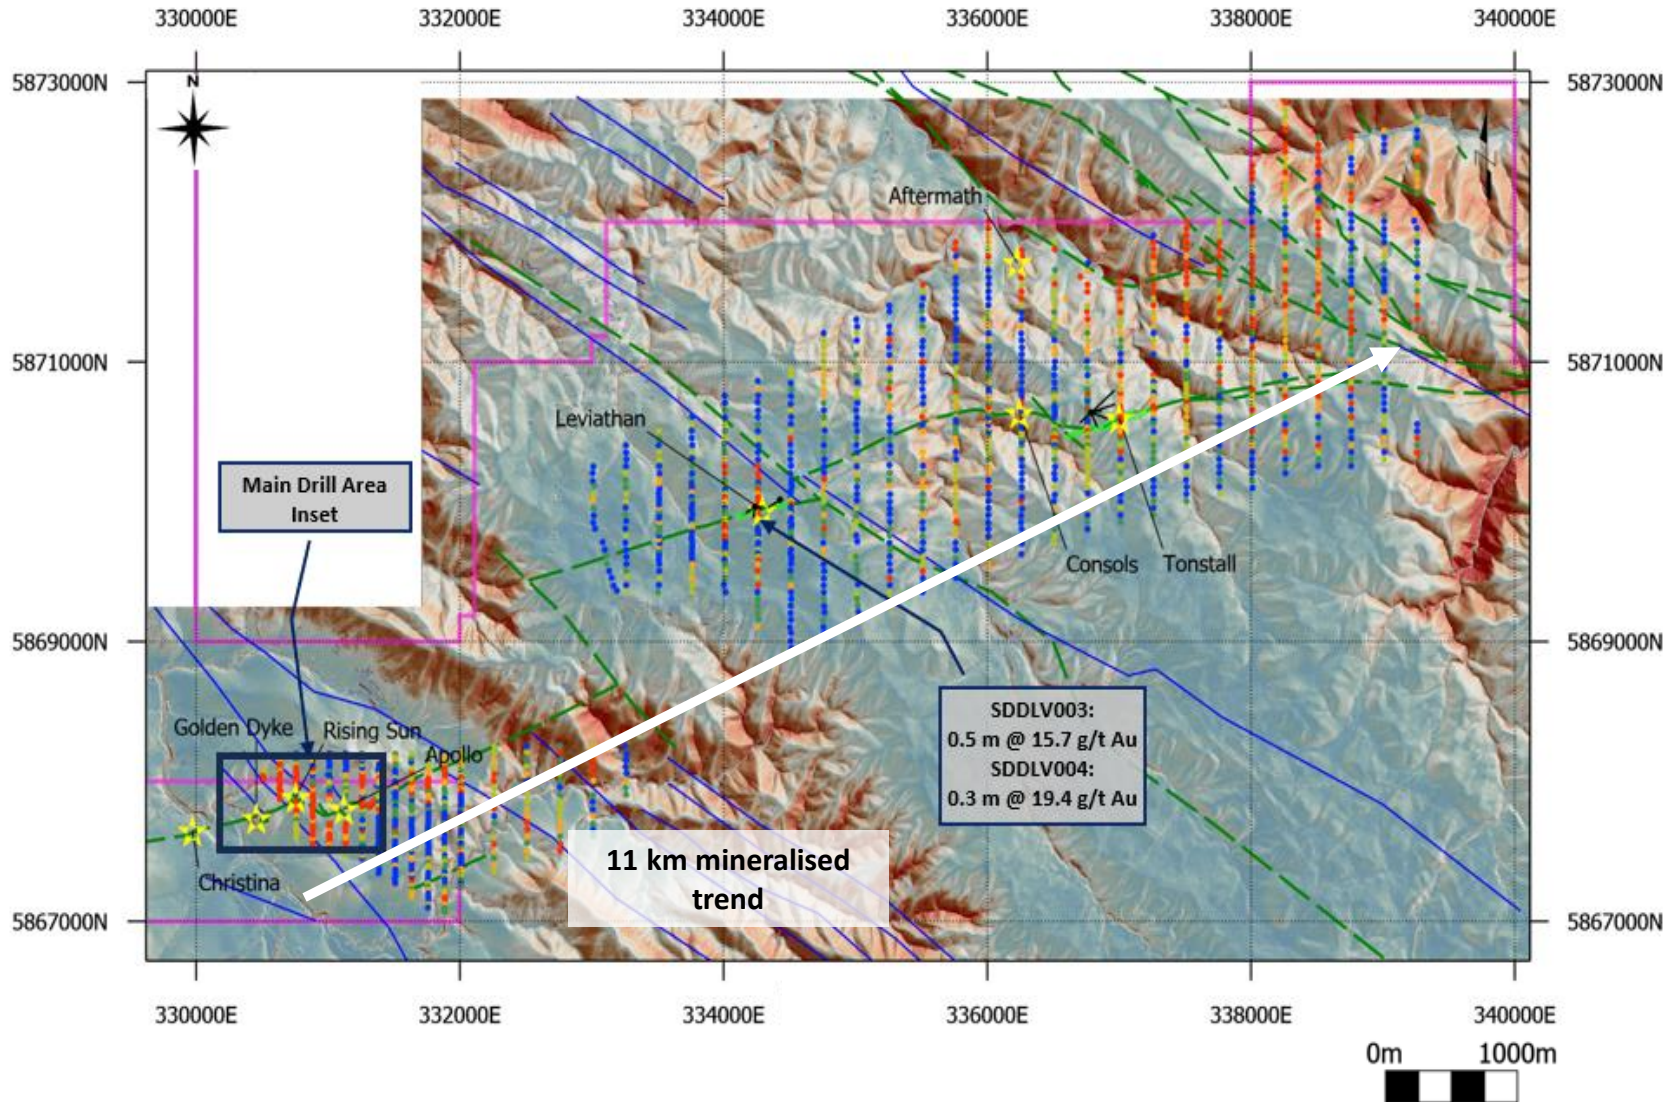 330000E 332000E 334000E 336000E 338000E 340000E
5873000N
5873000N
N
Aftermath
5871000N
5871000N
Leviathan
Main Drill Area
Inset
Consols Tonstall
5869000N
5869000N
SDDLV003:
0.5 m @ 15.7 g/t Au
SDDLV004:
0.3 m @ 19.4 g/t Au
Golden Dyke
Rising Sun
Apollo
11 km mineralised
trend
Christina
5867000N
5867000N
330000E 332000E 334000E 336000E 338000E 340000E
0m 1000m